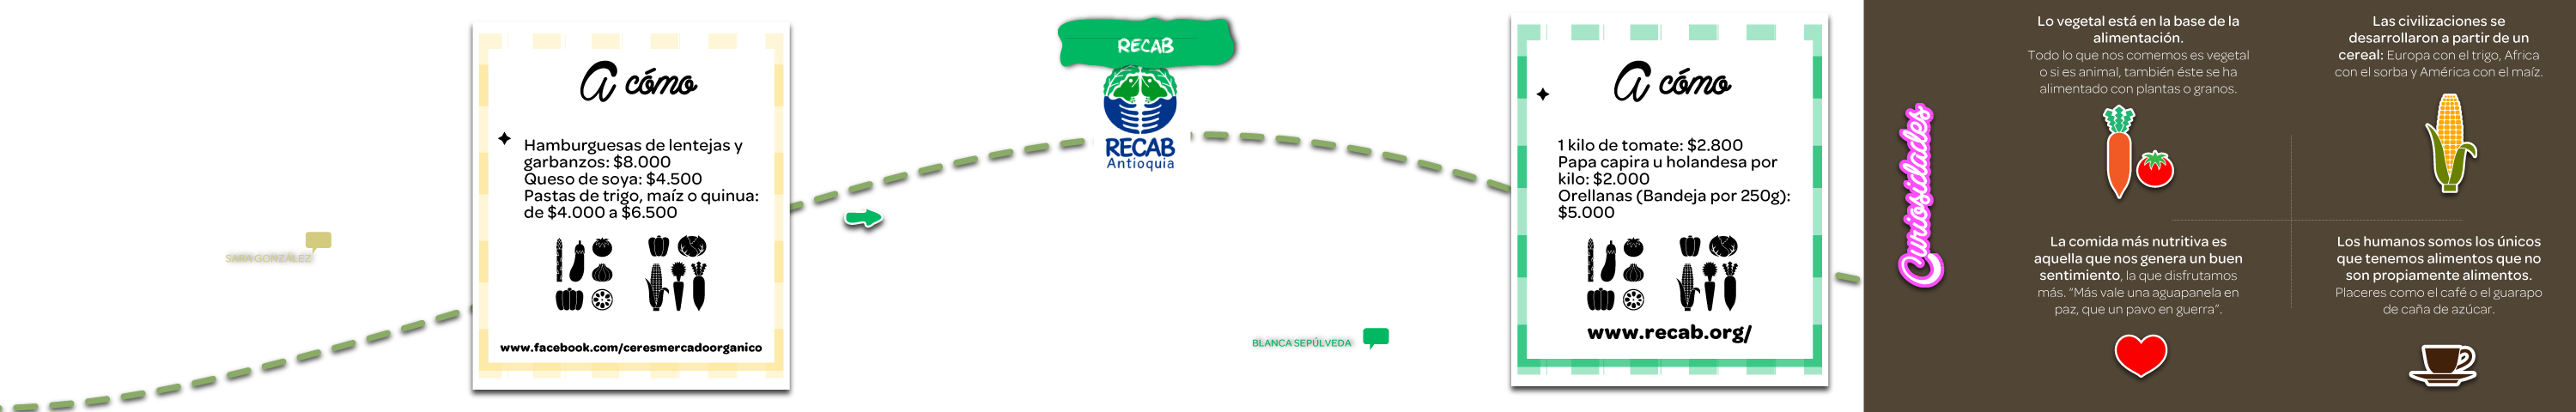 SARA GONZÁLEZ
A cómo
Hamburguesas de lentejas y
garbanzos: $8.000
Queso de soya: $4.500
Pastas de trigo, maíz o quinua:
de $4.000 a $6.500
www.facebook.com/ceresmercadoorganico
RECAB
RECAB
Antioquia
BLANCA SEPÚLVEDA
A cómo
1 kilo de tomate: $2.800
Papa capira u holandesa por
kilo: $2.000
Orellanas (Bandeja por 250g):
$5.000
www.recab.org/
Curiosidades
Lo vegetal está en la base de la
alimentación.
Todo lo que nos comemos es vegetal
o si es animal, también éste se ha
alimentado con plantas o granos.
Las civilizaciones se
desarrollaron a partir de un
cereal: Europa con el trigo, Africa
con el sorba y América con el maíz.
La comida más nutritiva es
aquella que nos genera un buen
sentimiento, la que disfrutamos
más. “Más vale una aguapanela en
paz, que un pavo en guerra”.
Los humanos somos los únicos
que tenemos alimentos que no
son propiamente alimentos.
Placeres como el café o el guarapo
de caña de azúcar.